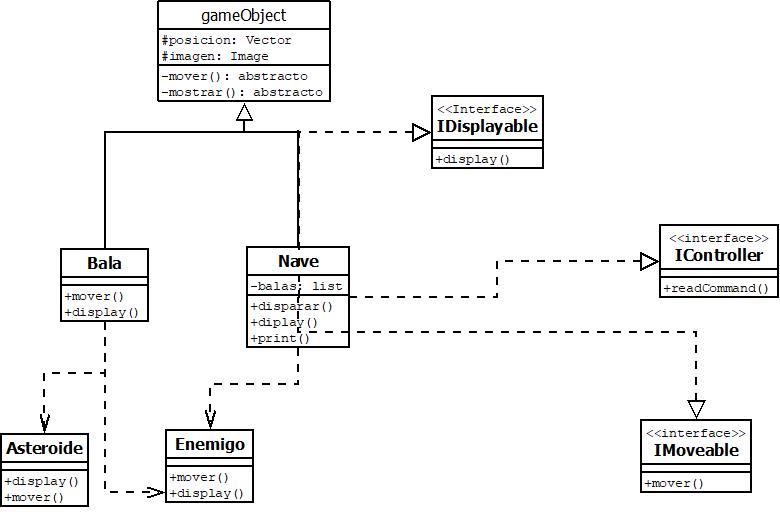 gameObject
#posicion: Vector
#imagen: Image
-mover(): abstracto
-mostrar(): abstracto
<<Interface>>
IDisplayable
+display()
<<interface>>
IController
+readCommand()
Bala
+mover()
+display()
Nave
-balas: list
+disparar()
+diplay()
+print()
<<interface>>
IMoveable
+mover()
Asteroide
+display()
+mover()
Enemigo
+mover()
+display()